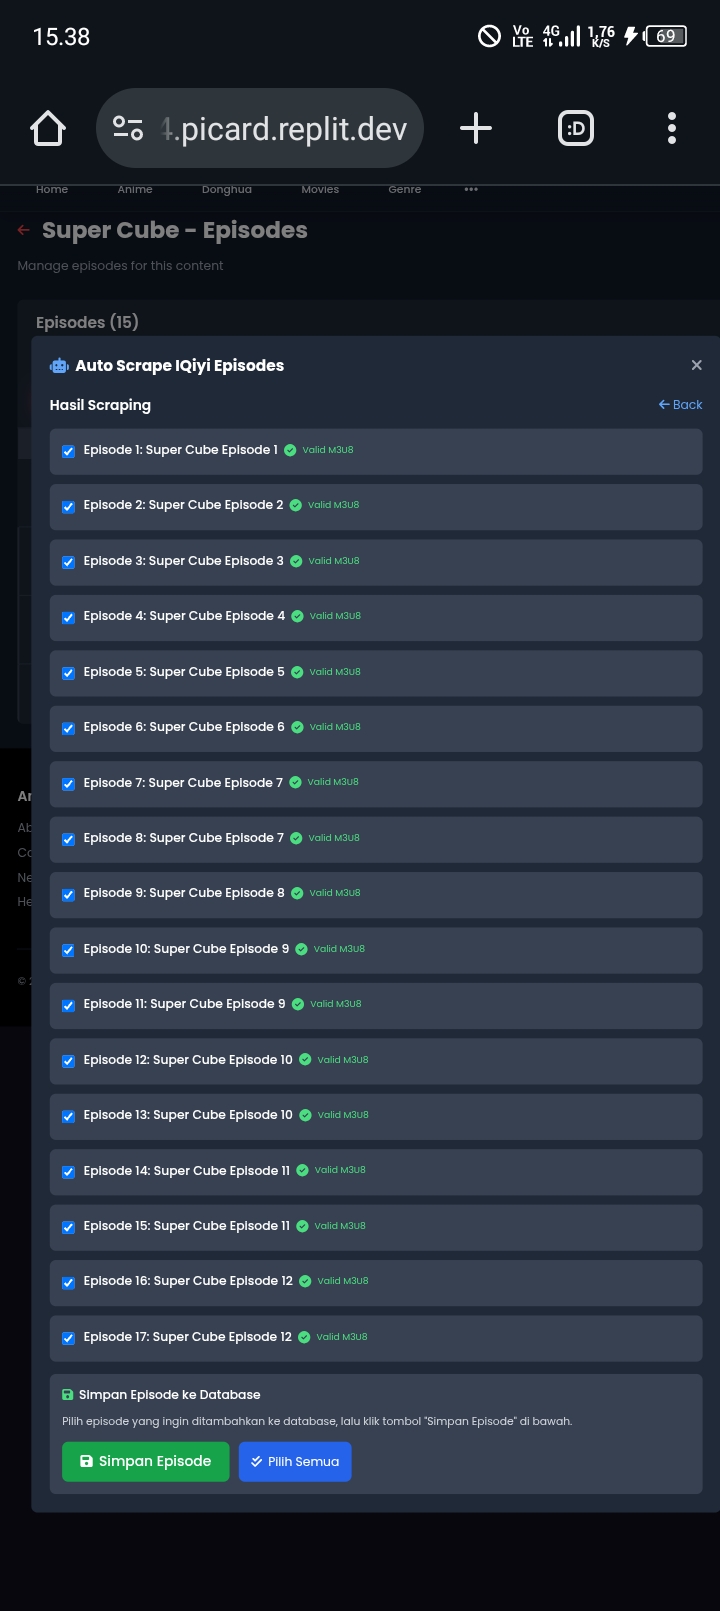 15.38
Vo LTE 4G 1,76 K/S 69
.picard.replit.dev
:D
Home Anime Donghua Movies Genre •••
Super Cube - Episodes
Manage episodes for this content
Episodes (15)
Auto Scrape IQiyi Episodes
Hasil Scraping
Back
Episode 1: Super Cube Episode 1 Valid M3U8
Episode 2: Super Cube Episode 2 Valid M3U8
Episode 3: Super Cube Episode 3 Valid M3U8
Episode 4: Super Cube Episode 4 Valid M3U8
Episode 5: Super Cube Episode 5 Valid M3U8
Episode 6: Super Cube Episode 6 Valid M3U8
Episode 7: Super Cube Episode 7 Valid M3U8
Episode 8: Super Cube Episode 7 Valid M3U8
Episode 9: Super Cube Episode 8 Valid M3U8
Episode 10: Super Cube Episode 9 Valid M3U8
Episode 11: Super Cube Episode 9 Valid M3U8
Episode 12: Super Cube Episode 10 Valid M3U8
Episode 13: Super Cube Episode 10 Valid M3U8
Episode 14: Super Cube Episode 11 Valid M3U8
Episode 15: Super Cube Episode 11 Valid M3U8
Episode 16: Super Cube Episode 12 Valid M3U8
Episode 17: Super Cube Episode 12 Valid M3U8
Simpan Episode ke Database
Pilih episode yang ingin ditambahkan ke database, lalu klik tombol "Simpan Episode" di bawah.
Simpan Episode
Pilih Semua